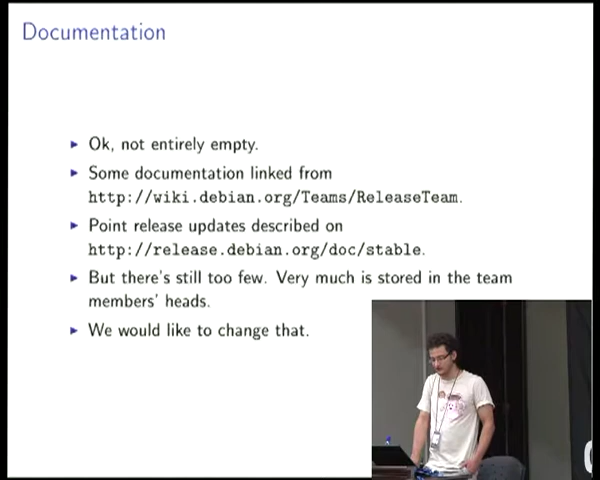 Documentation
Ok, not entirely empty.
Some documentation linked from
http://wiki.debian.org/Teams/ReleaseTeam.
Point release updates described on
http://release.debian.org/doc/stable.
But there's still too few. Very much is stored in the team
members' heads.
We would like to change that.